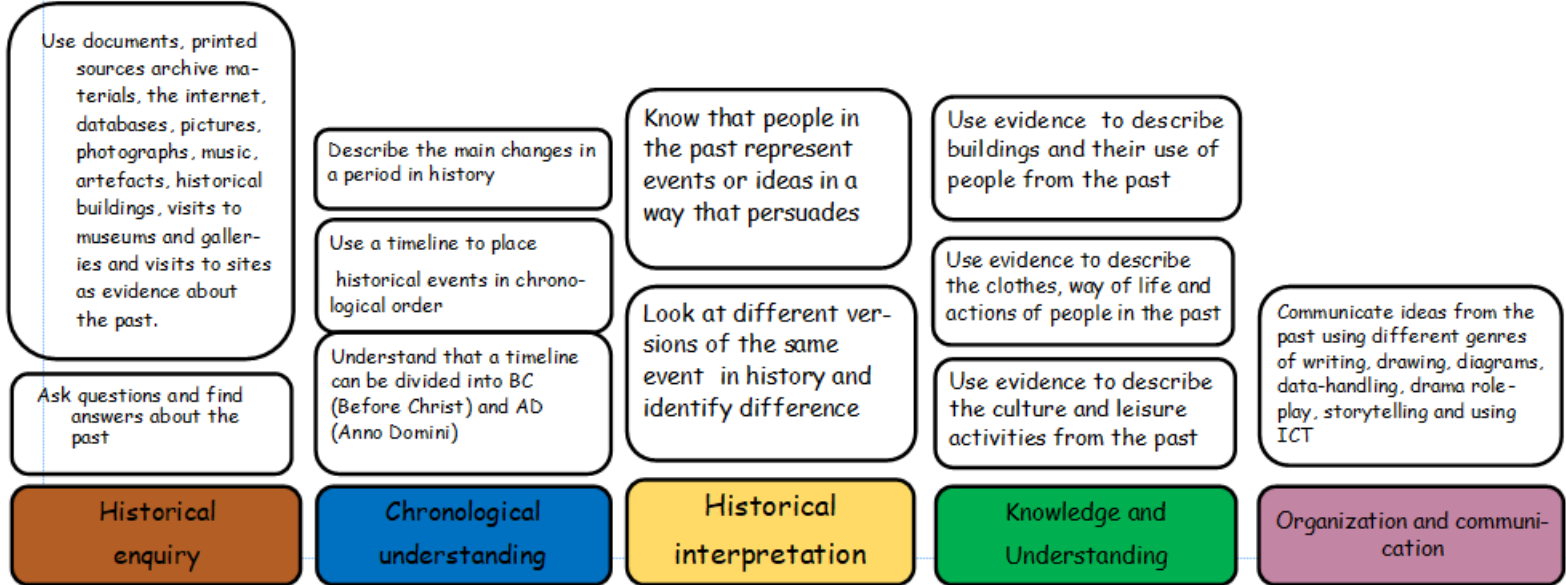 Use documents, printed
sources archive ma-
terials, the internet,
databases, pictures,
photographs, music,
artefacts, historical
buildings, visits to
museums and galler-
ies and visits to sites
as evidence about
the past.
Ask questions and find
answers about the
past
Historical
enquiry
Describe the main changes in
a period in history
Use a timeline to place
historical events in chrono-
logical order
Understand that a timeline
can be divided into BC
(Before Christ) and AD
(Anno Domini)
Chronological
understanding
Know that people in
the past represent
events or ideas in a
way that persuades
Look at different ver-
sions of the same
event in history and
identify difference
Historical
interpretation
Use evidence to describe
buildings and their use of
people from the past
Use evidence to describe
the clothes, way of life and
actions of people in the past
Use evidence to describe
the culture and leisure
activities from the past
Knowledge and
Understanding
Communicate ideas from the
past using different genres
of writing, drawing, diagrams,
data-handling, drama role-
play, storytelling and using
ICT
Organization and communi-
cation